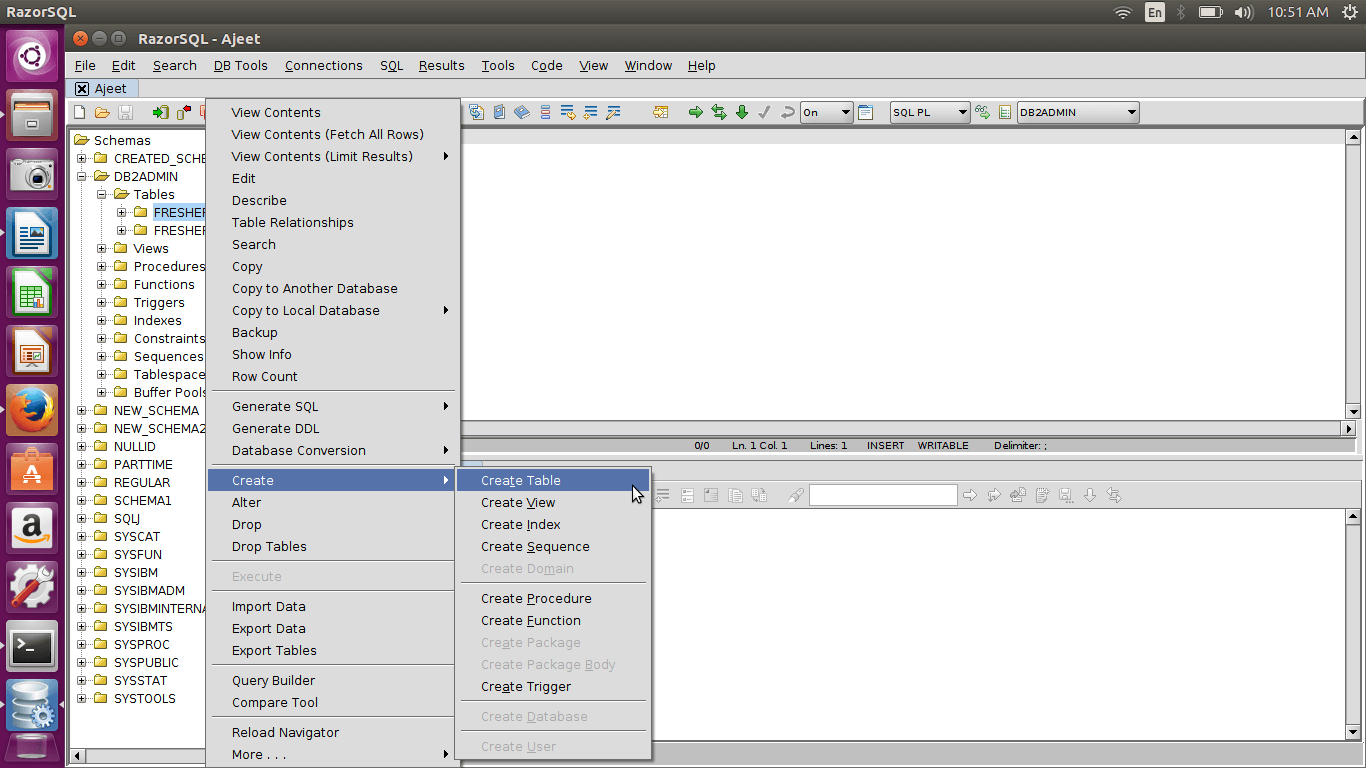 RazorSQL
En
10:51 AM
RazorSQL - Ajeet
File Edit Search DB Tools Connections SQL Results Tools Code View Window Help
Ajeet
On
SQL PL
DB2ADMIN
Schemas
CREATED_SCHE
DB2ADMIN
Tables
FRESHER
FRESHER
Views
Procedures
Functions
Triggers
Indexes
Constraints
Sequences
Tablespace
Buffer Pools
NEW_SCHEMA
NEW_SCHEMA2
NULLID
PARTTIME
REGULAR
SCHEMA1
SQLJ
SYSCAT
SYSFUN
SYSIBM
SYSIBMADM
SYSIBMINTERNA
SYSIBMTS
SYSPROC
SYSPUBLIC
SYSSTAT
SYSTOOLS
View Contents
View Contents (Fetch All Rows)
View Contents (Limit Results)
Edit
Describe
Table Relationships
Search
Copy
Copy to Another Database
Copy to Local Database
Backup
Show Info
Row Count
Generate SQL
Generate DDL
Database Conversion
Create
Alter
Drop
Drop Tables
Execute
Import Data
Export Data
Export Tables
Query Builder
Compare Tool
Reload Navigator
More . . .
Create Table
Create View
Create Index
Create Sequence
Create Domain
Create Procedure
Create Function
Create Package
Create Package Body
Create Trigger
Create Database
Create User
0/0 Ln. 1 Col. 1 Lines: 1 INSERT WRITABLE Delimiter: ;